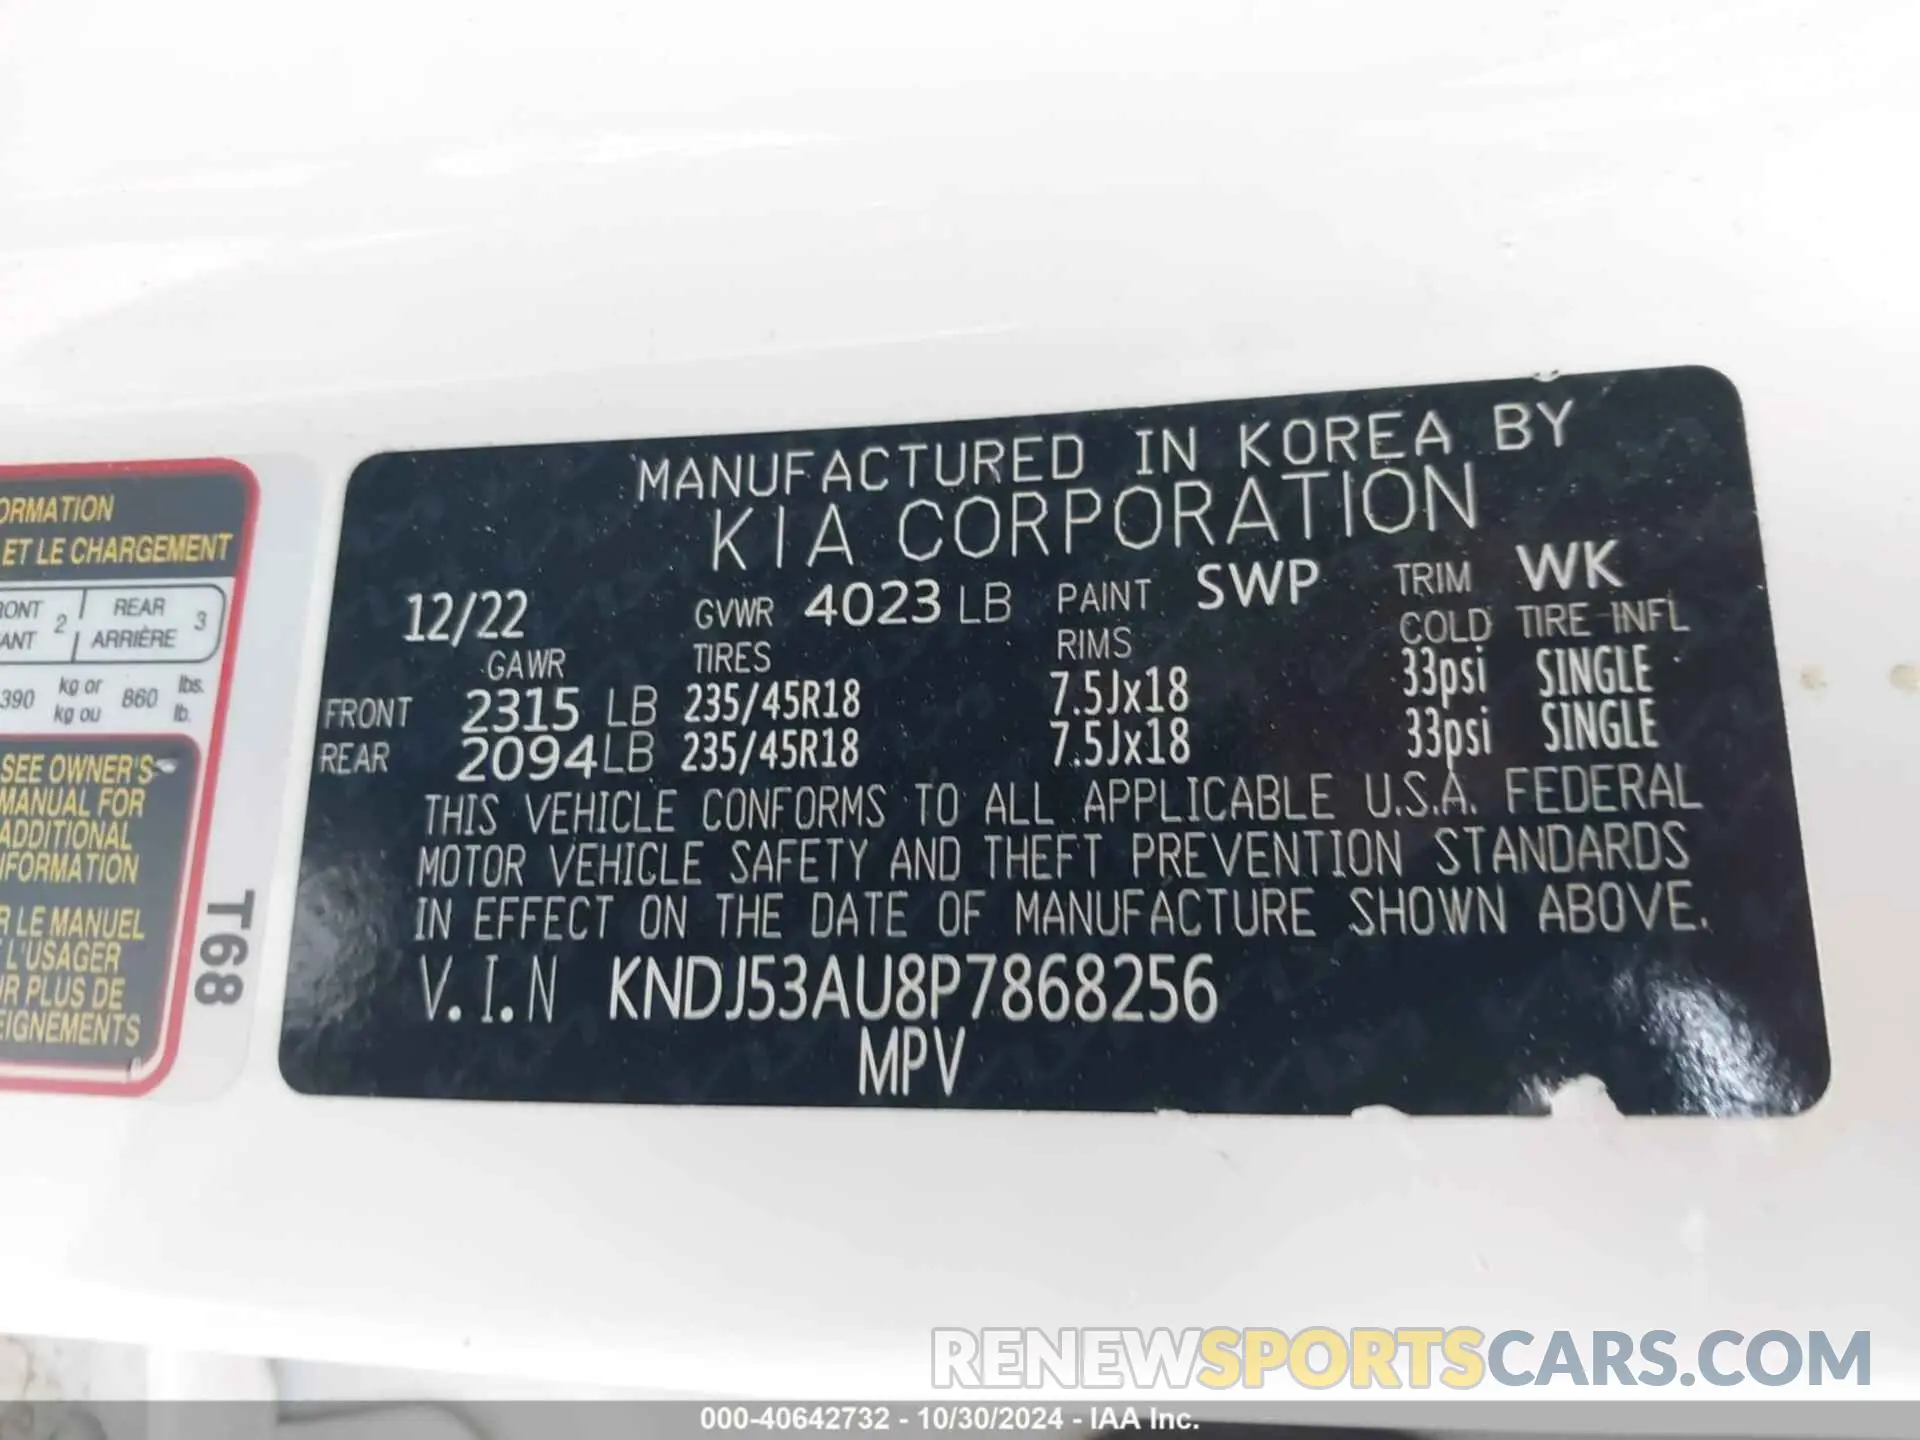 ORMATION
ET LE CHARGEMENT
FRONT 2 REAR 3
ARRIÈRE
390 kg or 860 lbs.
kg ou lb.
SEE OWNER'S
MANUAL FOR
ADDITIONAL
NFORMATION
R LE MANUEL
L'USAGER
R PLUS DE
EIGNEMENTS
T68
MANUFACTURED IN KOREA BY
KIA CORPORATION
12/22 GVWR 4023 LB PAINT SWP TRIM WK
GAWR TIRES RIMS COLD TIRE INFL
FRONT 2315 LB 235/45R18 7.5Jx18 33psi SINGLE
REAR 2094 LB 235/45R18 7.5Jx18 33psi SINGLE
THIS VEHICLE CONFORMS TO ALL APPLICABLE U.S.A. FEDERAL
MOTOR VEHICLE SAFETY AND THEFT PREVENTION STANDARDS
IN EFFECT ON THE DATE OF MANUFACTURE SHOWN ABOVE.
V.I.N KNDJ53AU8P7868256
MPV
RENEWSPORTSCARS.COM
000-40642732 - 10/30/2024 - IAA Inc.